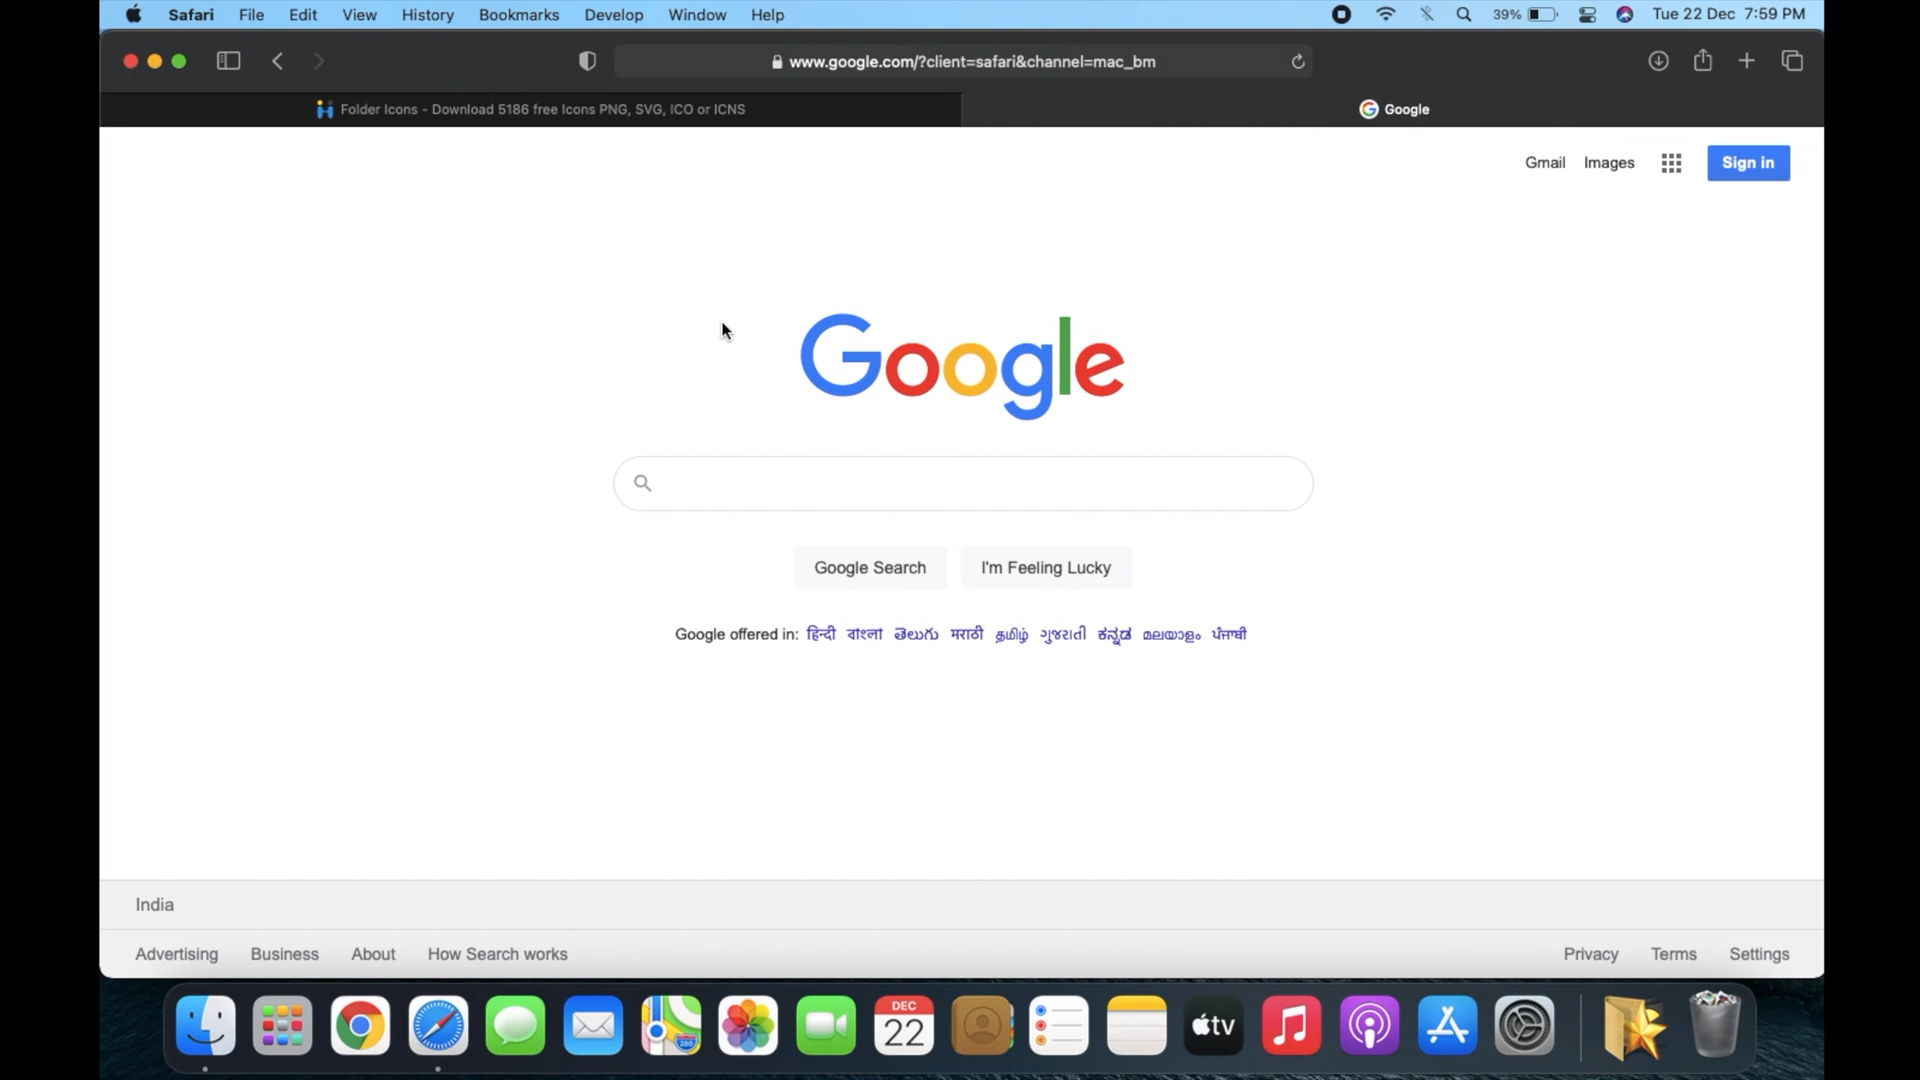 Safari File Edit View History Bookmarks Develop Window Help 39% Tue 22 Dec 7:59 PM
www.google.com/?client=safari&channel=mac_bm
Folder Icons - Download 5186 free Icons PNG, SVG, ICO or ICNS Google
Gmail Images Sign in
Google
Google Search I'm Feeling Lucky
Google offered in: हिन्दी বাংলা తెలుగు मराठी தமிழ் ગુજરાતી ಕನ್ನಡ മലയാളം ਪੰਜਾਬੀ
India
Advertising Business About How Search works Privacy Terms Settings
DEC
22
tv
280